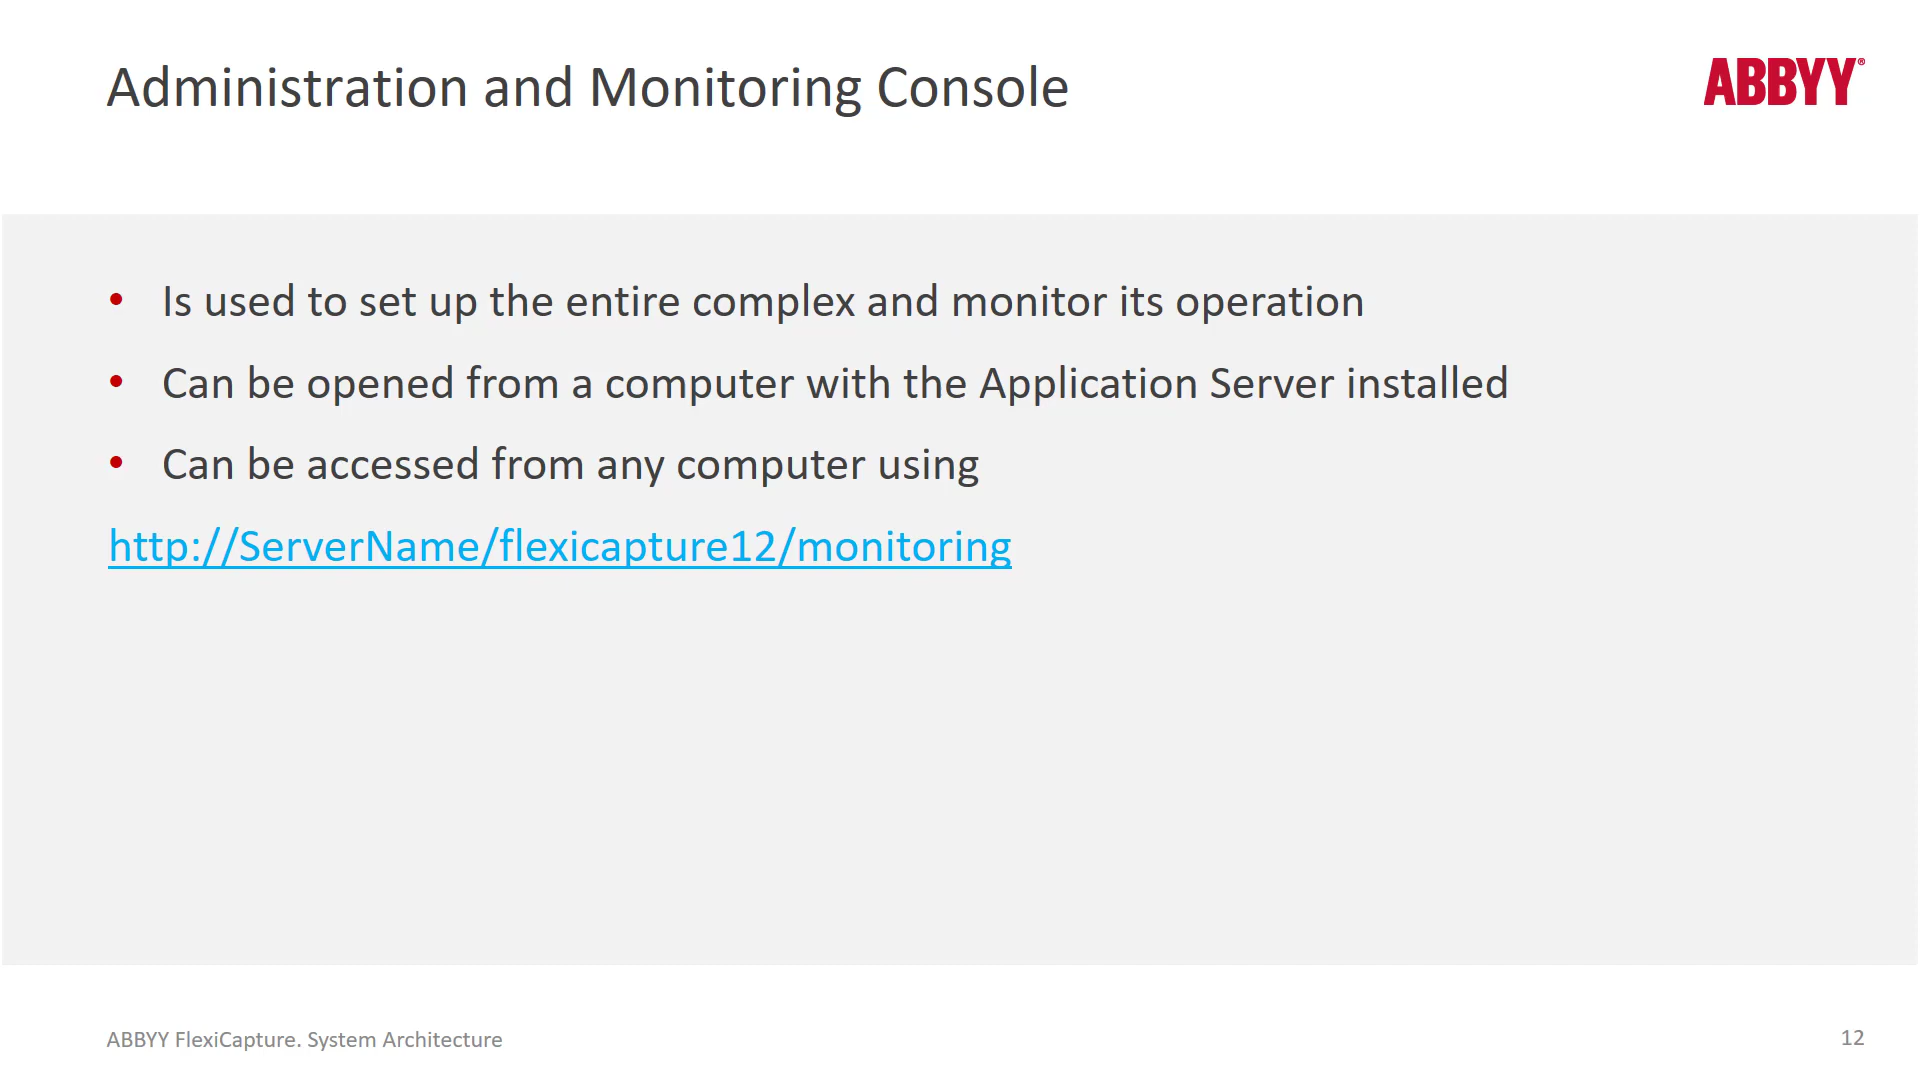 Administration and Monitoring Console
ABBYY®
• Is used to set up the entire complex and monitor its operation
• Can be opened from a computer with the Application Server installed
• Can be accessed from any computer using
http://ServerName/flexicapture12/monitoring
ABBYY FlexiCapture. System Architecture
12